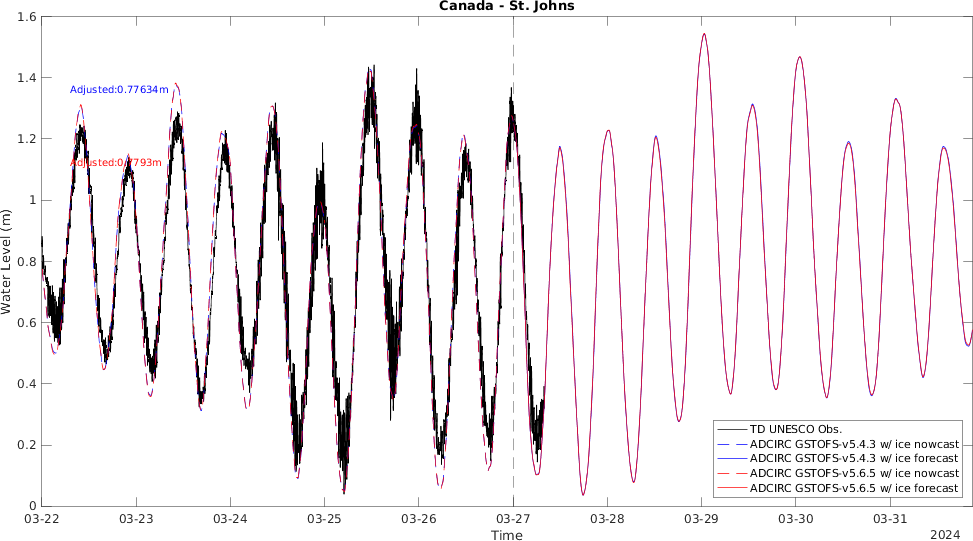 Canada - St. Johns
1.6
1.4
1.2
1
0.8
0.6
0.4
0.2
0
Water Level (m)
Adjusted:0.77634m
Adjusted:0.7793m
TD UNESCO Obs.
ADCIRC GSTOFS-v5.4.3 w/ ice nowcast
ADCIRC GSTOFS-v5.4.3 w/ ice forecast
ADCIRC GSTOFS-v5.6.5 w/ ice nowcast
ADCIRC GSTOFS-v5.6.5 w/ ice forecast
03-22 03-23 03-24 03-25 03-26 03-27 03-28 03-29 03-30 03-31
Time
2024